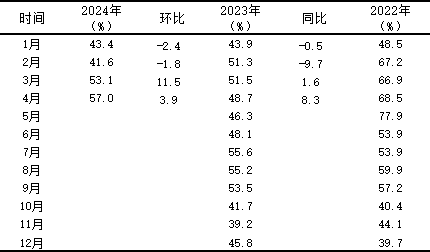 时间 2024年(%) 环比 2023年(%) 同比 2022年(%)
1月 43.4 -2.4 43.9 -0.5 48.5
2月 41.6 -1.8 51.3 -9.7 67.2
3月 53.1 11.5 51.5 1.6 66.9
4月 57.0 3.9 48.7 8.3 68.5
5月 46.3 77.9
6月 48.1 53.9
7月 55.6 53.9
8月 55.2 59.9
9月 53.5 57.2
10月 41.7 40.4
11月 39.2 44.1
12月 45.8 39.7